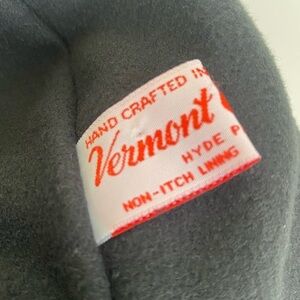 HAND CRAFTED IN
Vermont
HYDE P
NON-ITCH LINING